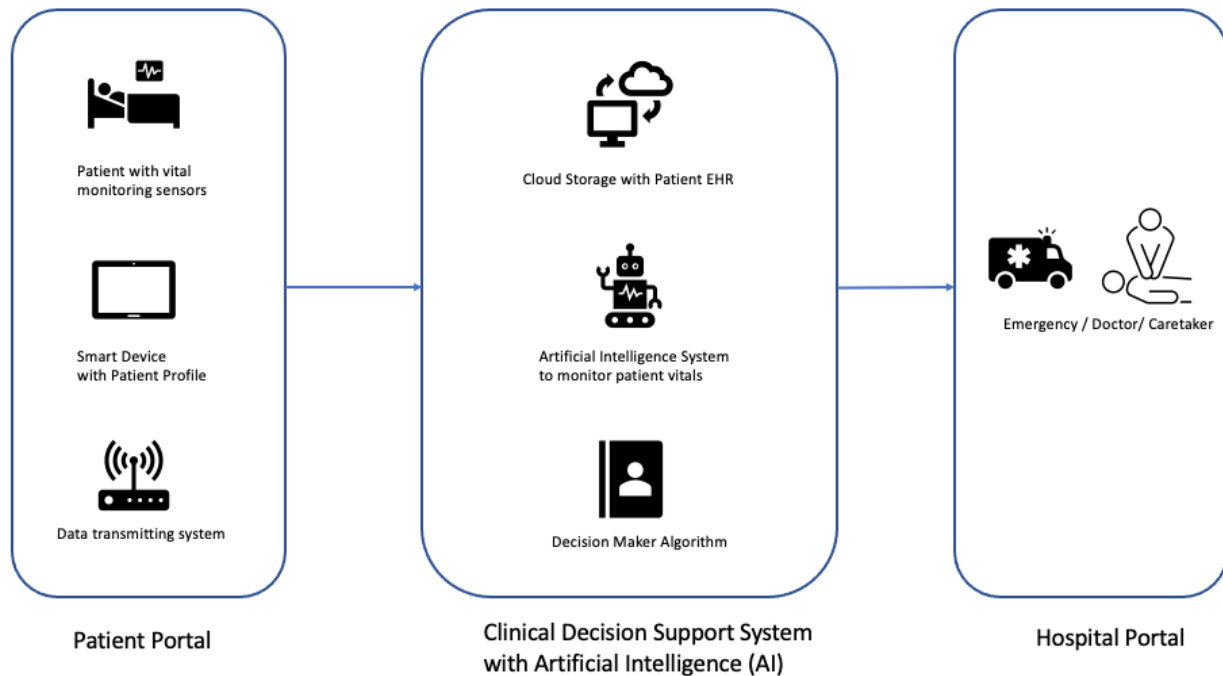 Patient with vital
monitoring sensors
Smart Device
with Patient Profile
Data transmitting system
Patient Portal
Cloud Storage with Patient EHR
Artificial Intelligence System
to monitor patient vitals
Decision Maker Algorithm
Clinical Decision Support System
with Artificial Intelligence (AI)
Emergency / Doctor/ Caretaker
Hospital Portal